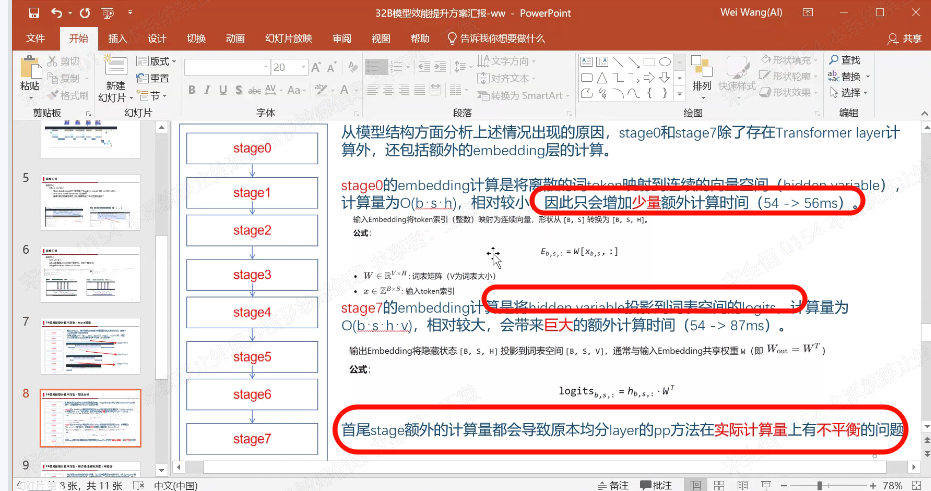 32B模型效能提升方案汇报-ww - PowerPoint
Wei Wang(AI)
文件 开始 插入 设计 切换 动画 幻灯片放映 审阅 视图 帮助 告诉我你想要做什么 共享
粘贴 剪切 复制 格式刷 剪贴板
新建 幻灯片 版式 重置 节 幻灯片
20 B I U S abc AV Aa A 字体
文字方向 对齐文本 转换为 SmartArt 段落
排列 快速样式 形状填充 形状轮廓 形状效果 绘图
查找 替换 选择 编辑
5
6
7
8
9
stage0
stage1
stage2
stage3
stage4
stage5
stage6
stage7
从模型结构方面分析上述情况出现的原因，stage0和stage7除了存在Transformer layer计
算外，还包括额外的embedding层的计算。
stage0的embedding计算是将离散的词token映射到连续的向量空间（hidden variable），
计算量为O(b·s·h)，相对较小，因此只会增加少量额外计算时间（54 -> 56ms）。
输入Embedding将token索引（整数）映射为连续向量，形状从 [B, S] 转换为 [B, S, H]。
公式：
E_{b,s,:} = W[x_{b,s}, :]
• W ∈ ℝ^{V×H}：词表矩阵（V为词表大小）
• x ∈ ℤ^{B×S}：输入token索引
stage7的embedding计算是将hidden variable投影到词表空间的logits，计算量为
O(b·s·h·v)，相对较大，会带来巨大的额外计算时间（54 -> 87ms）。
输出Embedding将隐藏状态 [B, S, H] 投影到词表空间 [B, S, V]，通常与输入Embedding共享权重 W（即 W_{out} = W^T）
公式：
logits_{b,s,:} = h_{b,s,:} · W^T
首尾stage额外的计算量都会导致原本均分layer的pp方法在实际计算量上有不平衡的问题
幻灯片 第 8 张，共 11 张 中文(中国) 备注 批注 78%